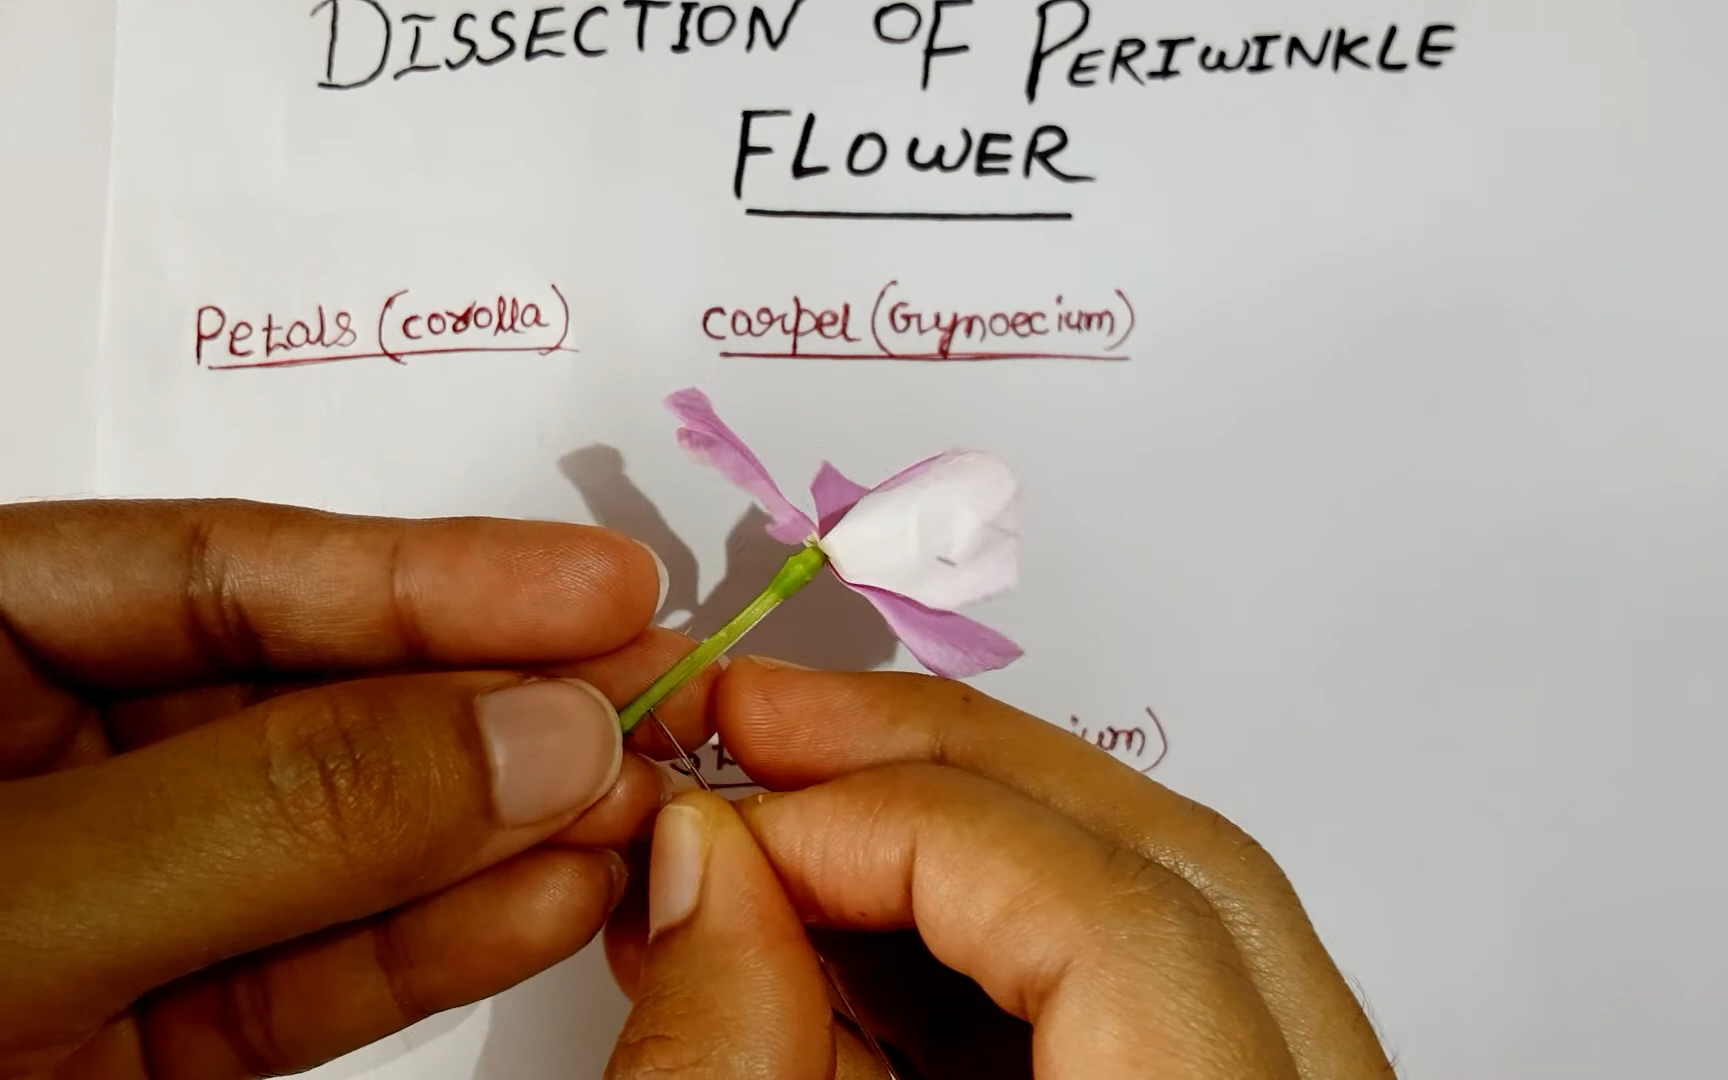 DISSECTION OF PERIWINKLE
FLOWER
Petals (corolla) carpel (Gynoecium)